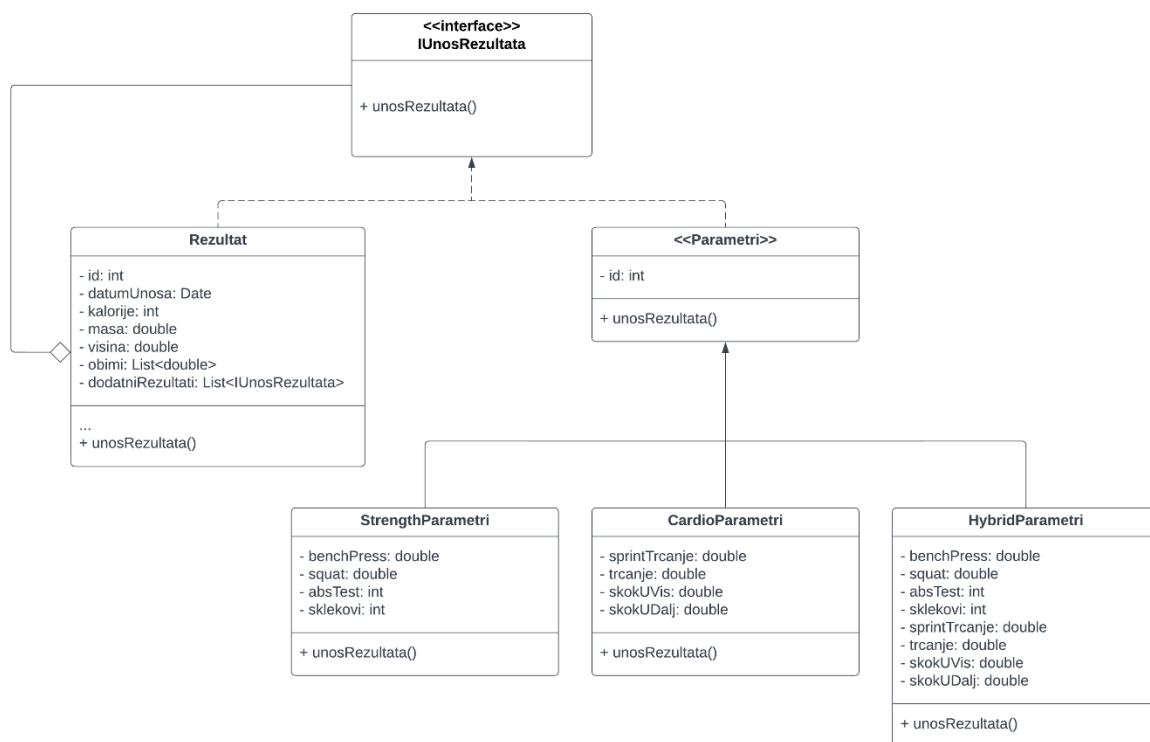 <<interface>>
IUnosRezultata
+ unosRezultata()
Rezultat
- id: int
- datumUnosa: Date
- kalorije: int
- masa: double
- visina: double
- obimi: List<double>
- dodatniRezultati: List<IUnosRezultata>
...
+ unosRezultata()
<<Parametri>>
- id: int
+ unosRezultata()
StrengthParametri
- benchPress: double
- squat: double
- absTest: int
- sklekovi: int
+ unosRezultata()
CardioParametri
- sprintTrcanje: double
- trcanje: double
- skokUVis: double
- skokUDalj: double
+ unosRezultata()
HybridParametri
- benchPress: double
- squat: double
- absTest: int
- sklekovi: int
- sprintTrcanje: double
- trcanje: double
- skokUVis: double
- skokUDalj: double
+ unosRezultata()